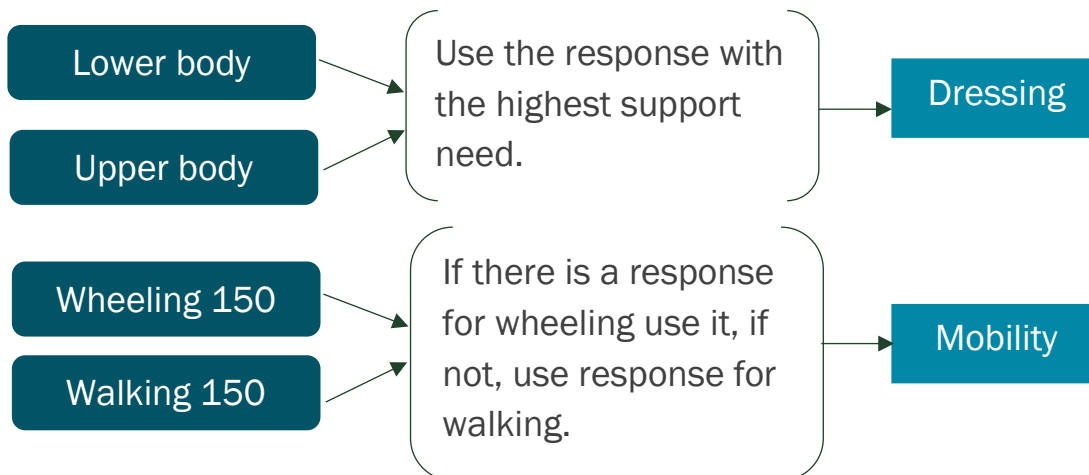 Lower body
Upper body
Use the response with
the highest support
need.
Dressing
Wheeling 150
Walking 150
If there is a response
for wheeling use it, if
not, use response for
walking.
Mobility